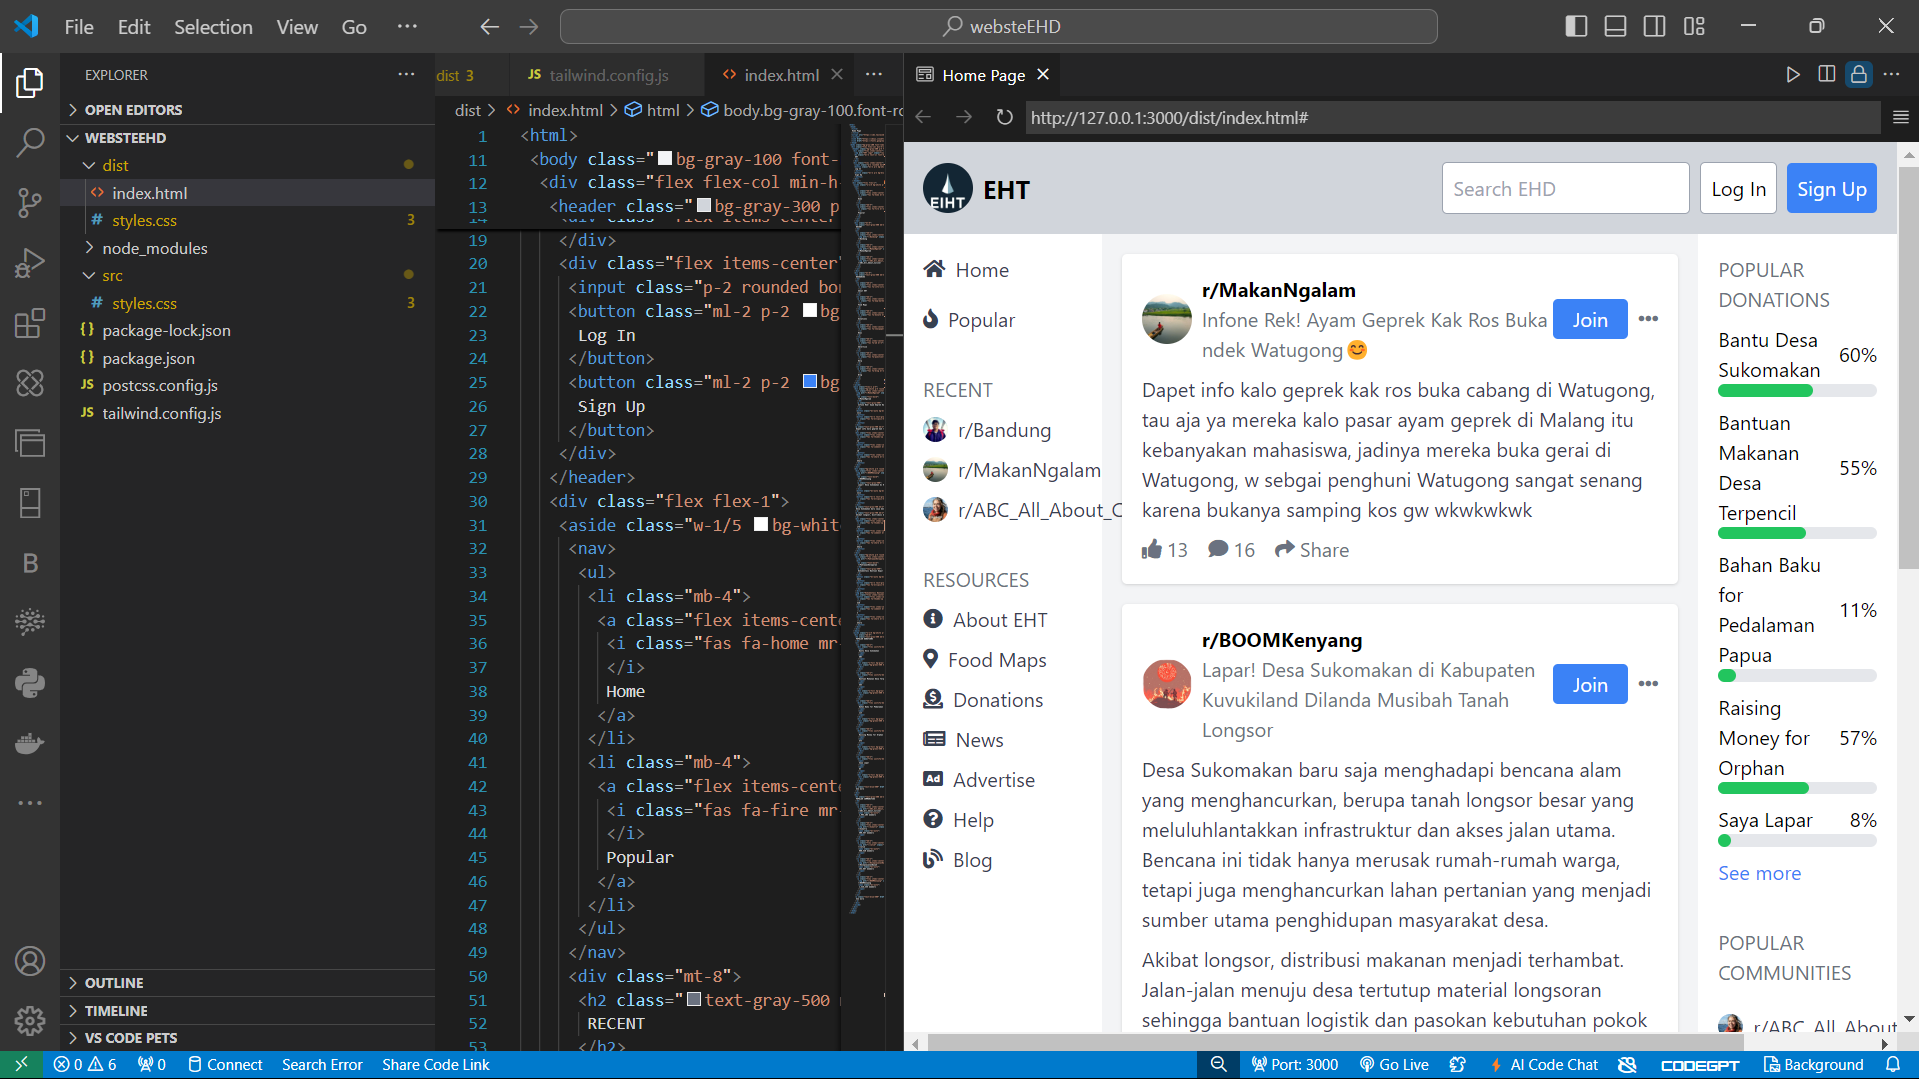 File Edit Selection View Go ···
websteEHD
EXPLORER
OPEN EDITORS
WEBSTEEHD
dist
index.html
styles.css 3
node_modules
src
styles.css 3
package-lock.json
package.json
postcss.config.js
tailwind.config.js
OUTLINE
TIMELINE
VS CODE PETS
dist 3
JS tailwind.config.js
index.html
dist > index.html > html > body.bg-gray-100.font-ro
1 <html>
11 <body class="bg-gray-100 font-
12 <div class="flex flex-col min-h
13 <header class="bg-gray-300 p
14 <div class="flex items-center
19 </div>
20 <div class="flex items-center"
21 <input class="p-2 rounded bor
22 <button class="ml-2 p-2 bg
23 Log In
24 </button>
25 <button class="ml-2 p-2 bg
26 Sign Up
27 </button>
28 </div>
29 </header>
30 <div class="flex flex-1">
31 <aside class="w-1/5 bg-white
32 <nav>
33 <ul>
34 <li class="mb-4">
35 <a class="flex items-cente
36 <i class="fas fa-home mr-
37 </i>
38 Home
39 </a>
40 </li>
41 <li class="mb-4">
42 <a class="flex items-cente
43 <i class="fas fa-fire mr-
44 </i>
45 Popular
46 </a>
47 </li>
48 </ul>
49 </nav>
50 <div class="mt-8">
51 <h2 class="text-gray-500
52 RECENT
53 </h2>
Home Page
http://127.0.0.1:3000/dist/index.html#
EIHT
EHT
Search EHD
Log In
Sign Up
Home
Popular
RECENT
r/Bandung
r/MakanNgalam
r/ABC_All_About_C
RESOURCES
About EHT
Food Maps
Donations
News
Ad Advertise
Help
Blog
r/MakanNgalam
Infone Rek! Ayam Geprek Kak Ros Buka
ndek Watugong😊
Join
Dapet info kalo geprek kak ros buka cabang di Watugong,
tau aja ya mereka kalo pasar ayam geprek di Malang itu
kebanyakan mahasiswa, jadinya mereka buka gerai di
Watugong, w sebgai penghuni Watugong sangat senang
karena bukanya samping kos gw wkwkwkwk
13 16 Share
r/BOOMKenyang
Lapar! Desa Sukomakan di Kabupaten
Kuvukiland Dilanda Musibah Tanah
Longsor
Join
Desa Sukomakan baru saja menghadapi bencana alam
yang menghancurkan, berupa tanah longsor besar yang
meluluhlantakkan infrastruktur dan akses jalan utama.
Bencana ini tidak hanya merusak rumah-rumah warga,
tetapi juga menghancurkan lahan pertanian yang menjadi
sumber utama penghidupan masyarakat desa.
Akibat longsor, distribusi makanan menjadi terhambat.
Jalan-jalan menuju desa tertutup material longsoran
sehingga bantuan logistik dan pasokan kebutuhan pokok
POPULAR
DONATIONS
Bantu Desa
Sukomakan 60%
Bantuan
Makanan
Desa
Terpencil 55%
Bahan Baku
for
Pedalaman
Papua 11%
Raising
Money for
Orphan 57%
Saya Lapar 8%
See more
POPULAR
COMMUNITIES
r/ABC_All_About
0 6 0 Connect Search Error Share Code Link
Port: 3000 Go Live AI Code Chat CODEGPT Background